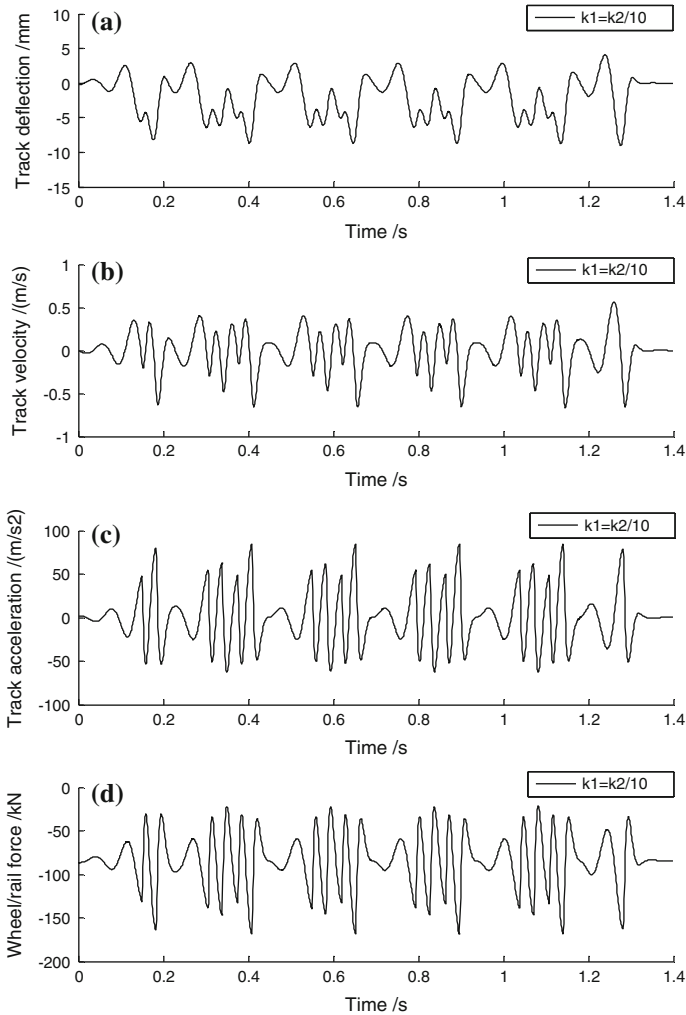 (a)
k1=k2/10
Track deflection /mm
10
5
0
-5
-10
-15
0 0.2 0.4 0.6 0.8 1 1.2 1.4
Time /s
(b)
k1=k2/10
Track velocity /(m/s)
1
0.5
0
-0.5
-1
0 0.2 0.4 0.6 0.8 1 1.2 1.4
Time /s
(c)
k1=k2/10
Track acceleration /(m/s2)
100
50
0
-50
-100
0 0.2 0.4 0.6 0.8 1 1.2 1.4
Time /s
(d)
k1=k2/10
Wheel/rail force /kN
0
-50
-100
-150
-200
0 0.2 0.4 0.6 0.8 1 1.2 1.4
Time /s